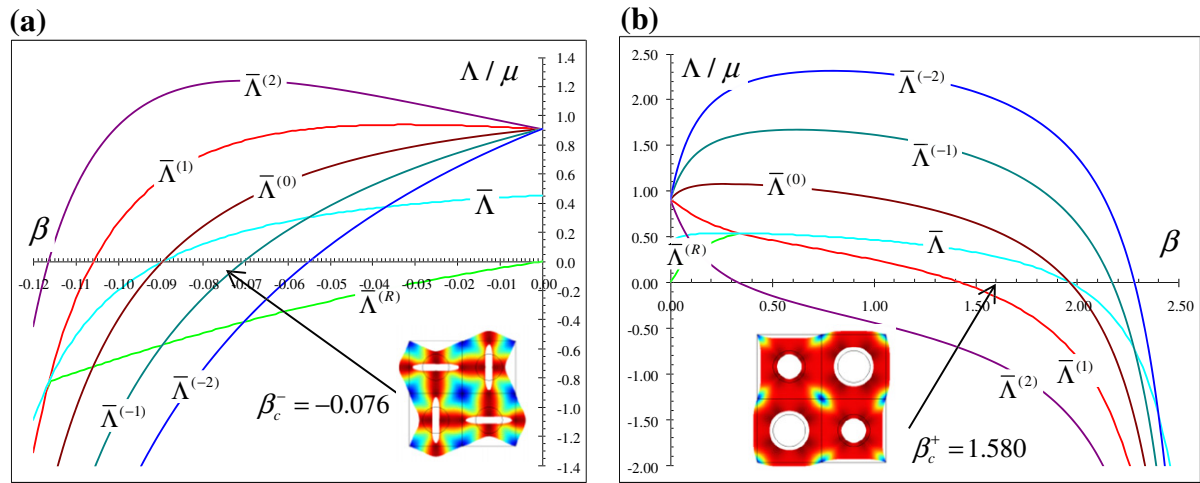 (a)
Λ / μ
1.4
1.2
1.0
0.8
0.6
0.4
0.2
0.0
-0.2
-0.4
-0.6
-0.8
-1.0
-1.2
-1.4
β
-0.12 -0.11 -0.10 -0.09 -0.08 -0.07 -0.06 -0.05 -0.04 -0.03 -0.02 -0.01 0.00
Λ̅⁽²⁾
Λ̅⁽¹⁾
Λ̅⁽⁰⁾
Λ̅
Λ̅⁽ᴿ⁾
Λ̅⁽⁻²⁾
Λ̅⁽⁻¹⁾
β_c^- = -0.076
(b)
Λ / μ
2.50
2.00
1.50
1.00
0.50
0.00
-0.50
-1.00
-1.50
-2.00
β
0.00 0.50 1.00 1.50 2.00 2.50
Λ̅⁽⁻²⁾
Λ̅⁽⁻¹⁾
Λ̅⁽⁰⁾
Λ̅
Λ̅⁽ᴿ⁾
Λ̅⁽¹⁾
Λ̅⁽²⁾
β_c^+ = 1.580